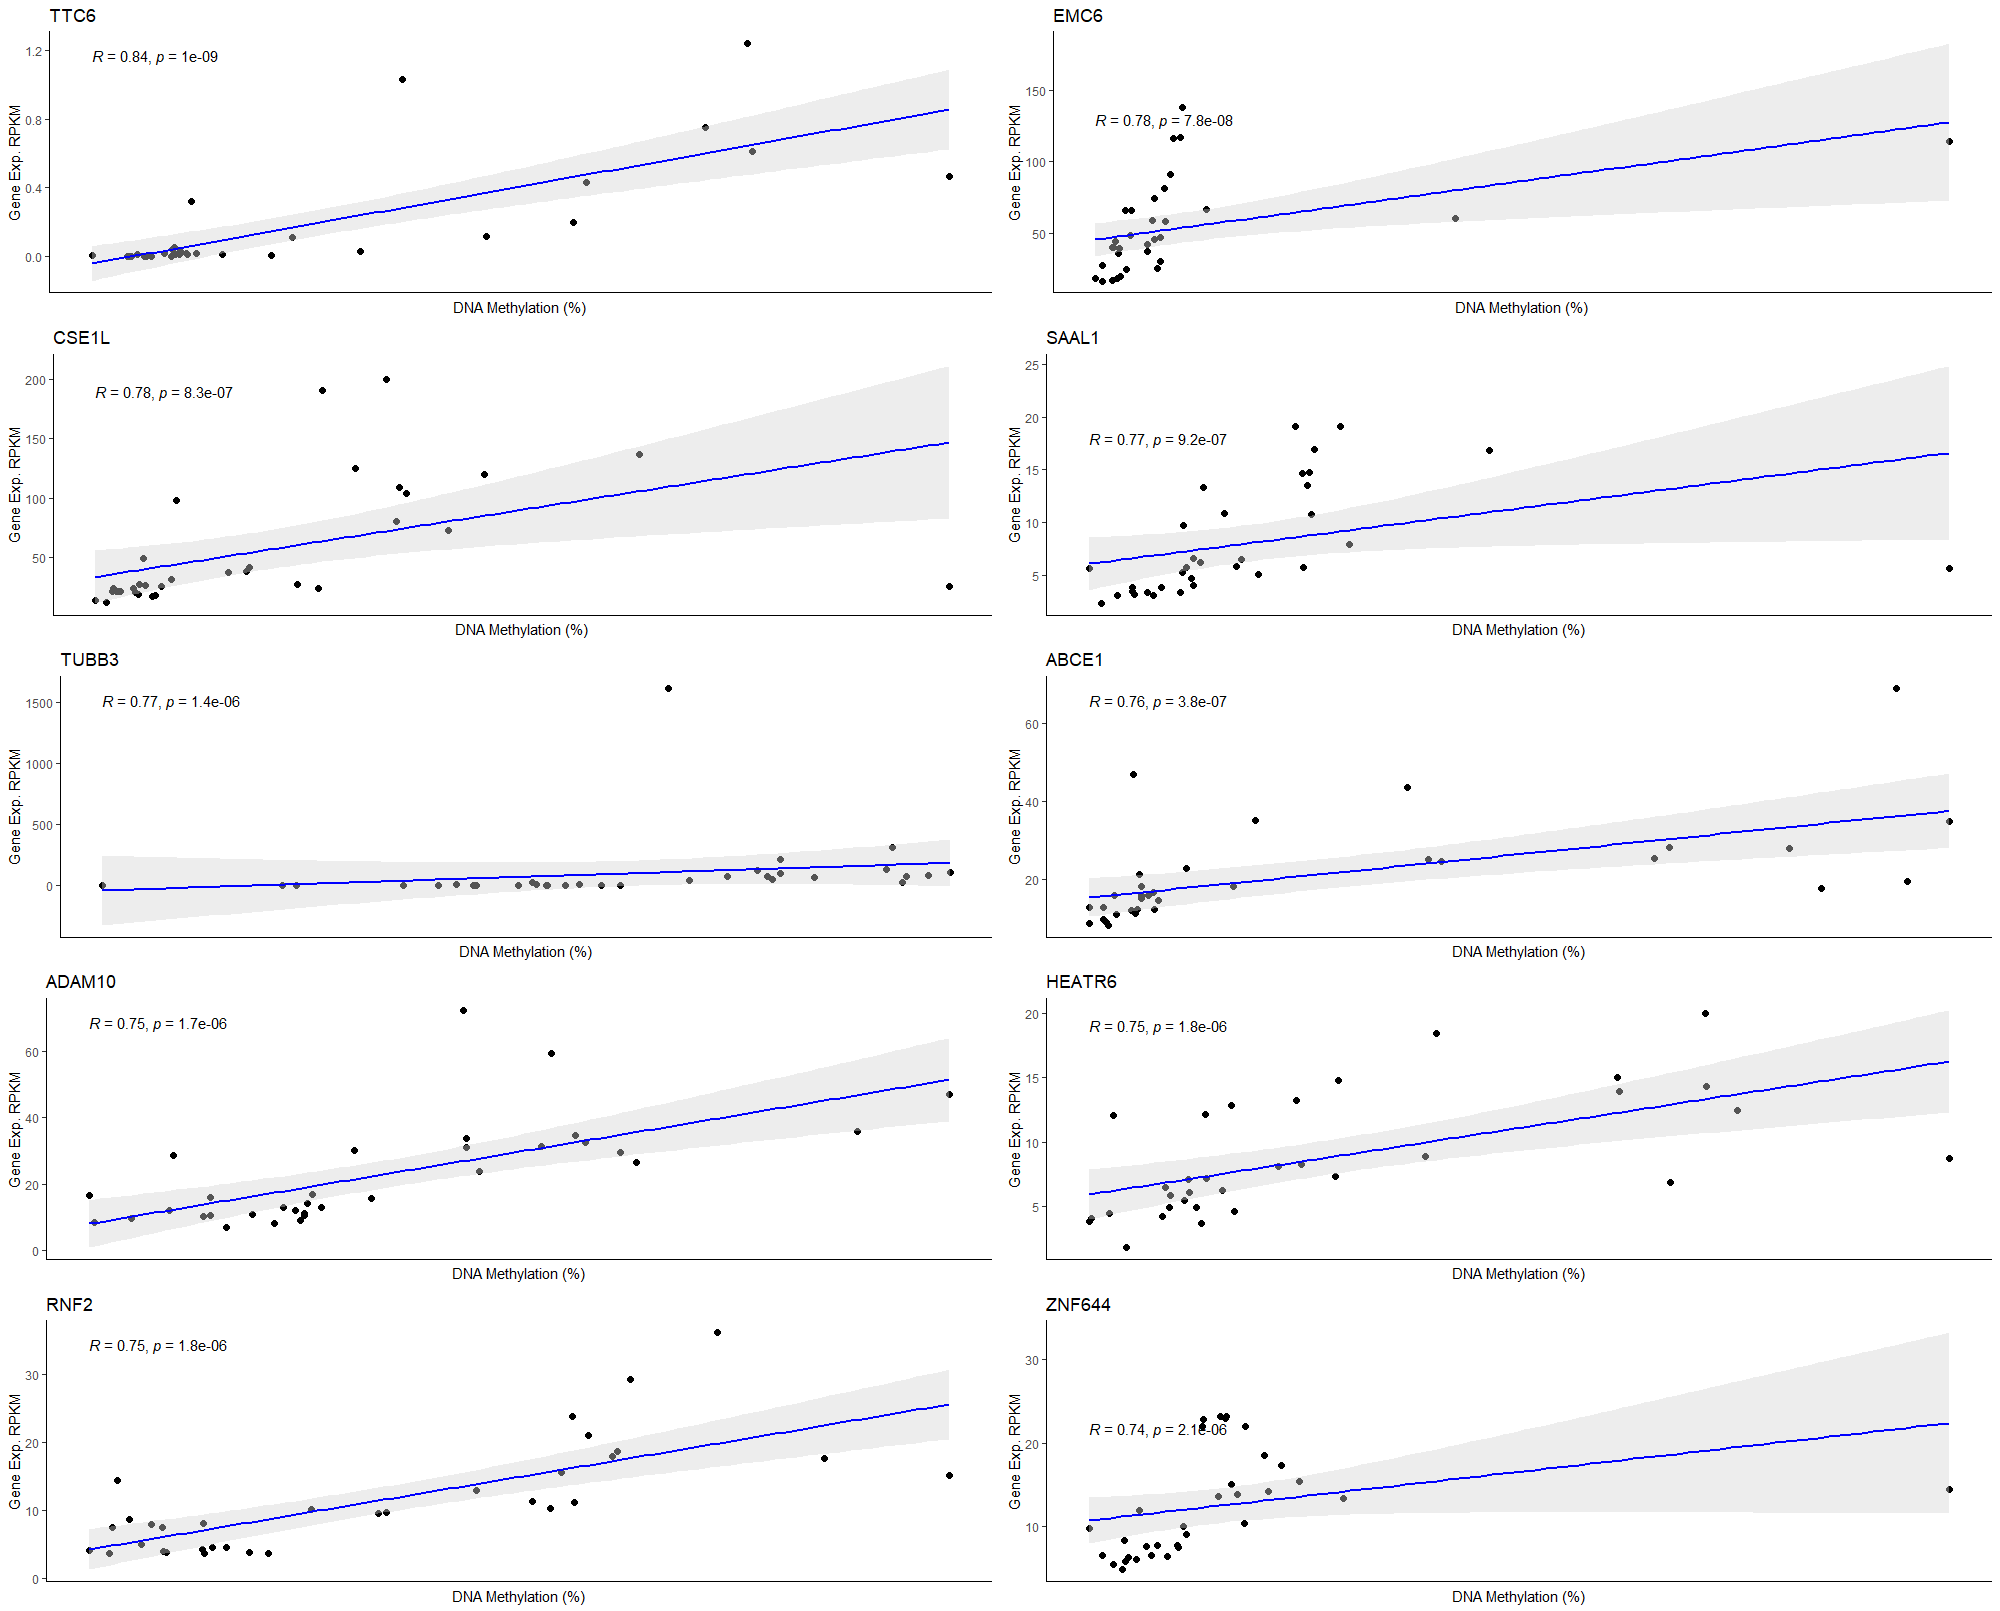 TTC6
R = 0.84, p = 1e-09
1.2
0.8
0.4
0.0
Gene Exp. RPKM
DNA Methylation (%)
EMC6
R = 0.78, p = 7.8e-08
150
100
50
Gene Exp. RPKM
DNA Methylation (%)
CSE1L
R = 0.78, p = 8.3e-07
200
150
100
50
Gene Exp. RPKM
DNA Methylation (%)
SAAL1
R = 0.77, p = 9.2e-07
25
20
15
10
5
Gene Exp. RPKM
DNA Methylation (%)
TUBB3
R = 0.77, p = 1.4e-06
1500
1000
500
0
Gene Exp. RPKM
DNA Methylation (%)
ABCE1
R = 0.76, p = 3.8e-07
60
40
20
Gene Exp. RPKM
DNA Methylation (%)
ADAM10
R = 0.75, p = 1.7e-06
60
40
20
0
Gene Exp. RPKM
DNA Methylation (%)
HEATR6
R = 0.75, p = 1.8e-06
20
15
10
5
Gene Exp. RPKM
DNA Methylation (%)
RNF2
R = 0.75, p = 1.8e-06
30
20
10
0
Gene Exp. RPKM
DNA Methylation (%)
ZNF644
R = 0.74, p = 2.1e-06
30
20
10
Gene Exp. RPKM
DNA Methylation (%)